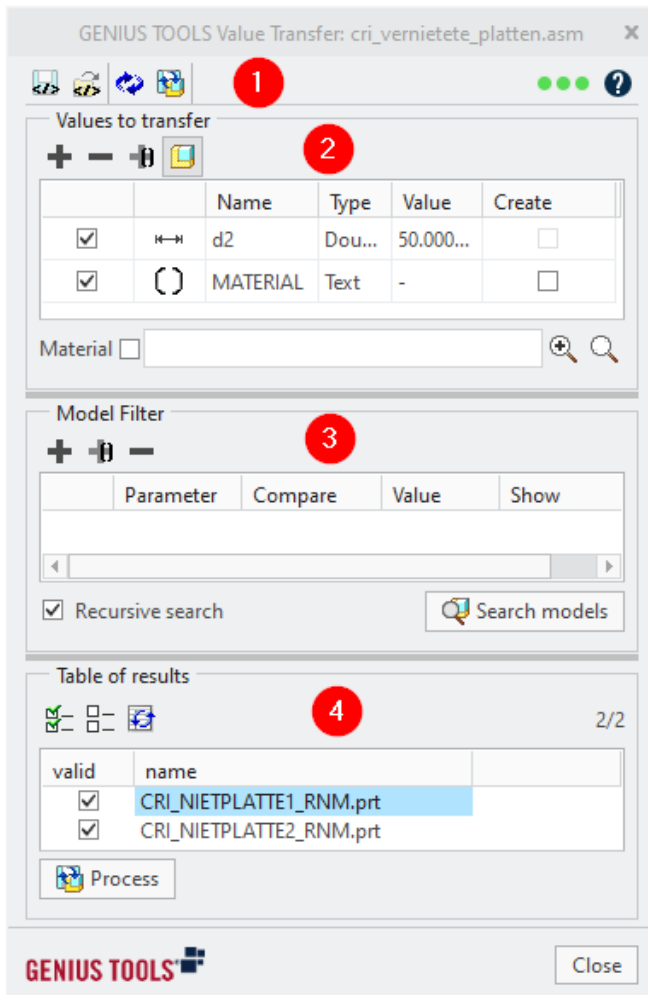 GENIUS TOOLS Value Transfer: cri_vernietete_platten.asm
1
Values to transfer
2
Name Type Value Create
d2 Dou... 50.000...
MATERIAL Text -
Material
Model Filter
3
Parameter Compare Value Show
Recursive search Search models
Table of results
4
2/2
valid name
CRI_NIETPLATTE1_RNM.prt
CRI_NIETPLATTE2_RNM.prt
Process
GENIUS TOOLS Close